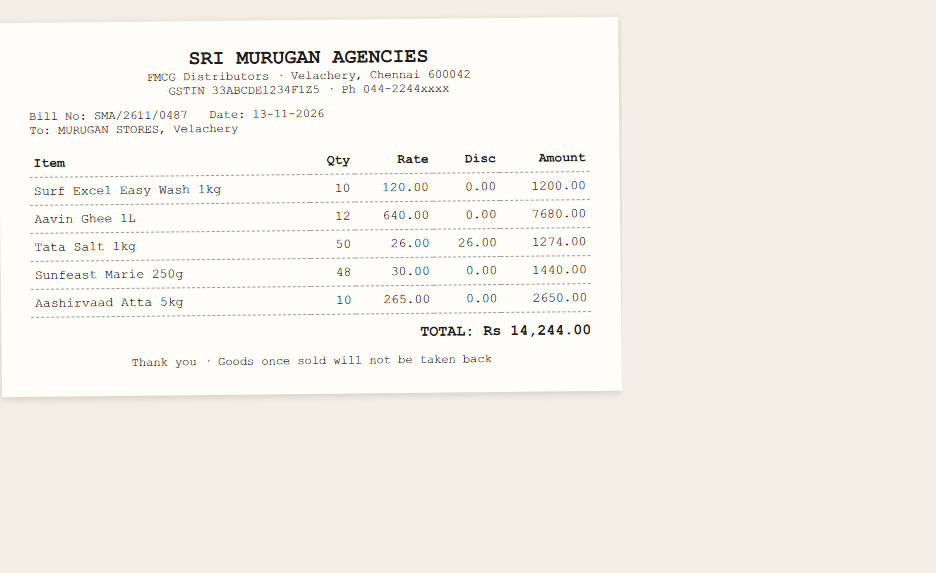 SRI MURUGAN AGENCIES
FMCG Distributors · Velachery, Chennai 600042
GSTIN 33ABCDE1234F1Z5 · Ph 044-2244xxxx
Bill No: SMA/2611/0487 Date: 13-11-2026
To: MURUGAN STORES, Velachery
Item Qty Rate Disc Amount
Surf Excel Easy Wash 1kg 10 120.00 0.00 1200.00
Aavin Ghee 1L 12 640.00 0.00 7680.00
Tata Salt 1kg 50 26.00 26.00 1274.00
Sunfeast Marie 250g 48 30.00 0.00 1440.00
Aashirvaad Atta 5kg 10 265.00 0.00 2650.00
TOTAL: Rs 14,244.00
Thank you · Goods once sold will not be taken back